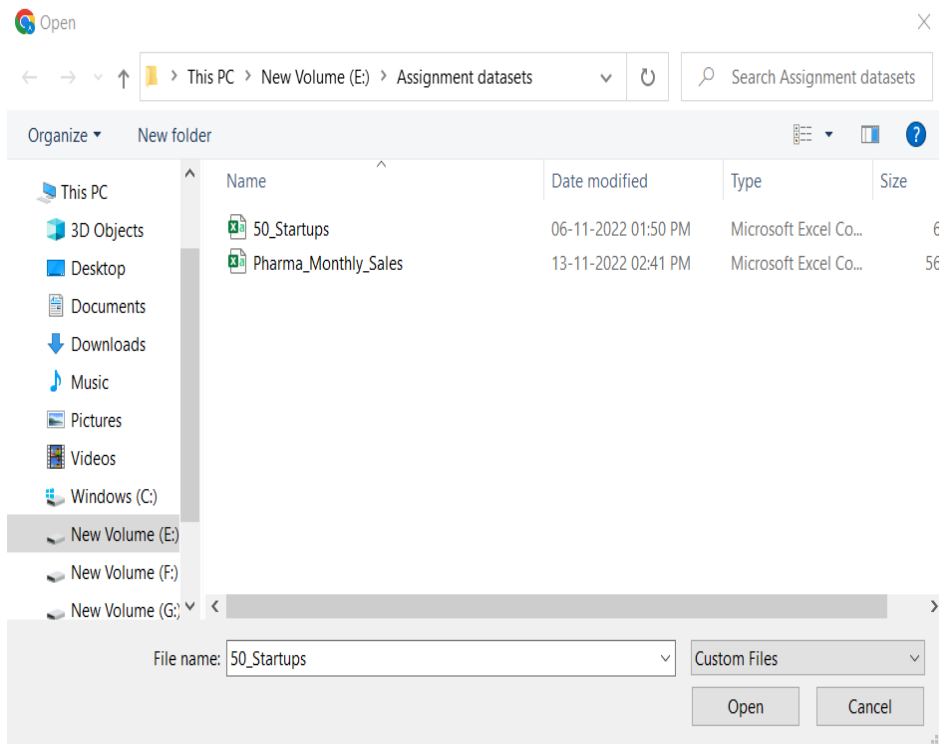 Open
This PC > New Volume (E:) > Assignment datasets
Search Assignment datasets
Organize New folder
?
Name Date modified Type Size
50_Startups 06-11-2022 01:50 PM Microsoft Excel Co... 6
Pharma_Monthly_Sales 13-11-2022 02:41 PM Microsoft Excel Co... 56
This PC
3D Objects
Desktop
Documents
Downloads
Music
Pictures
Videos
Windows (C:)
New Volume (E:)
New Volume (F:)
New Volume (G:)
File name: 50_Startups Custom Files
Open Cancel